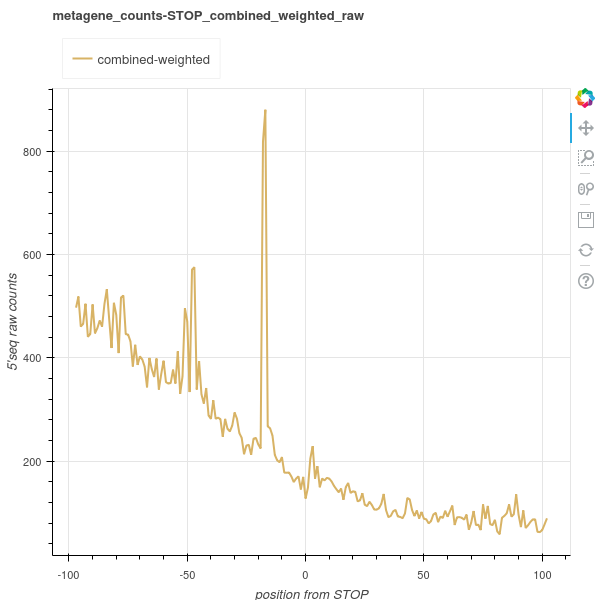 metagene_counts-STOP_combined_weighted_raw
combined-weighted
800
600
400
200
5'seq raw counts
-100
-50
0
50
100
position from STOP